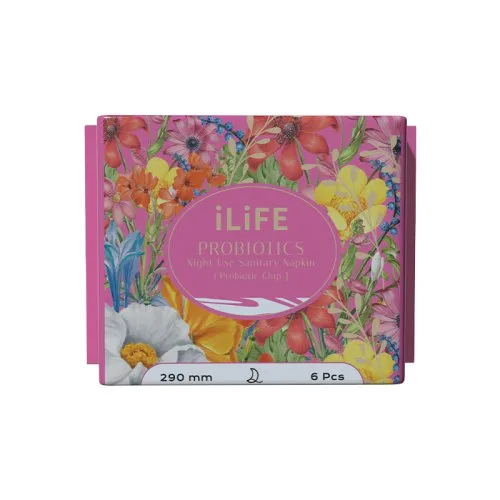 iLiFE
PROBIOTICS
Night Use Sanitary Napkin
[ Probiotic Chip ]
290 mm
6 Pcs